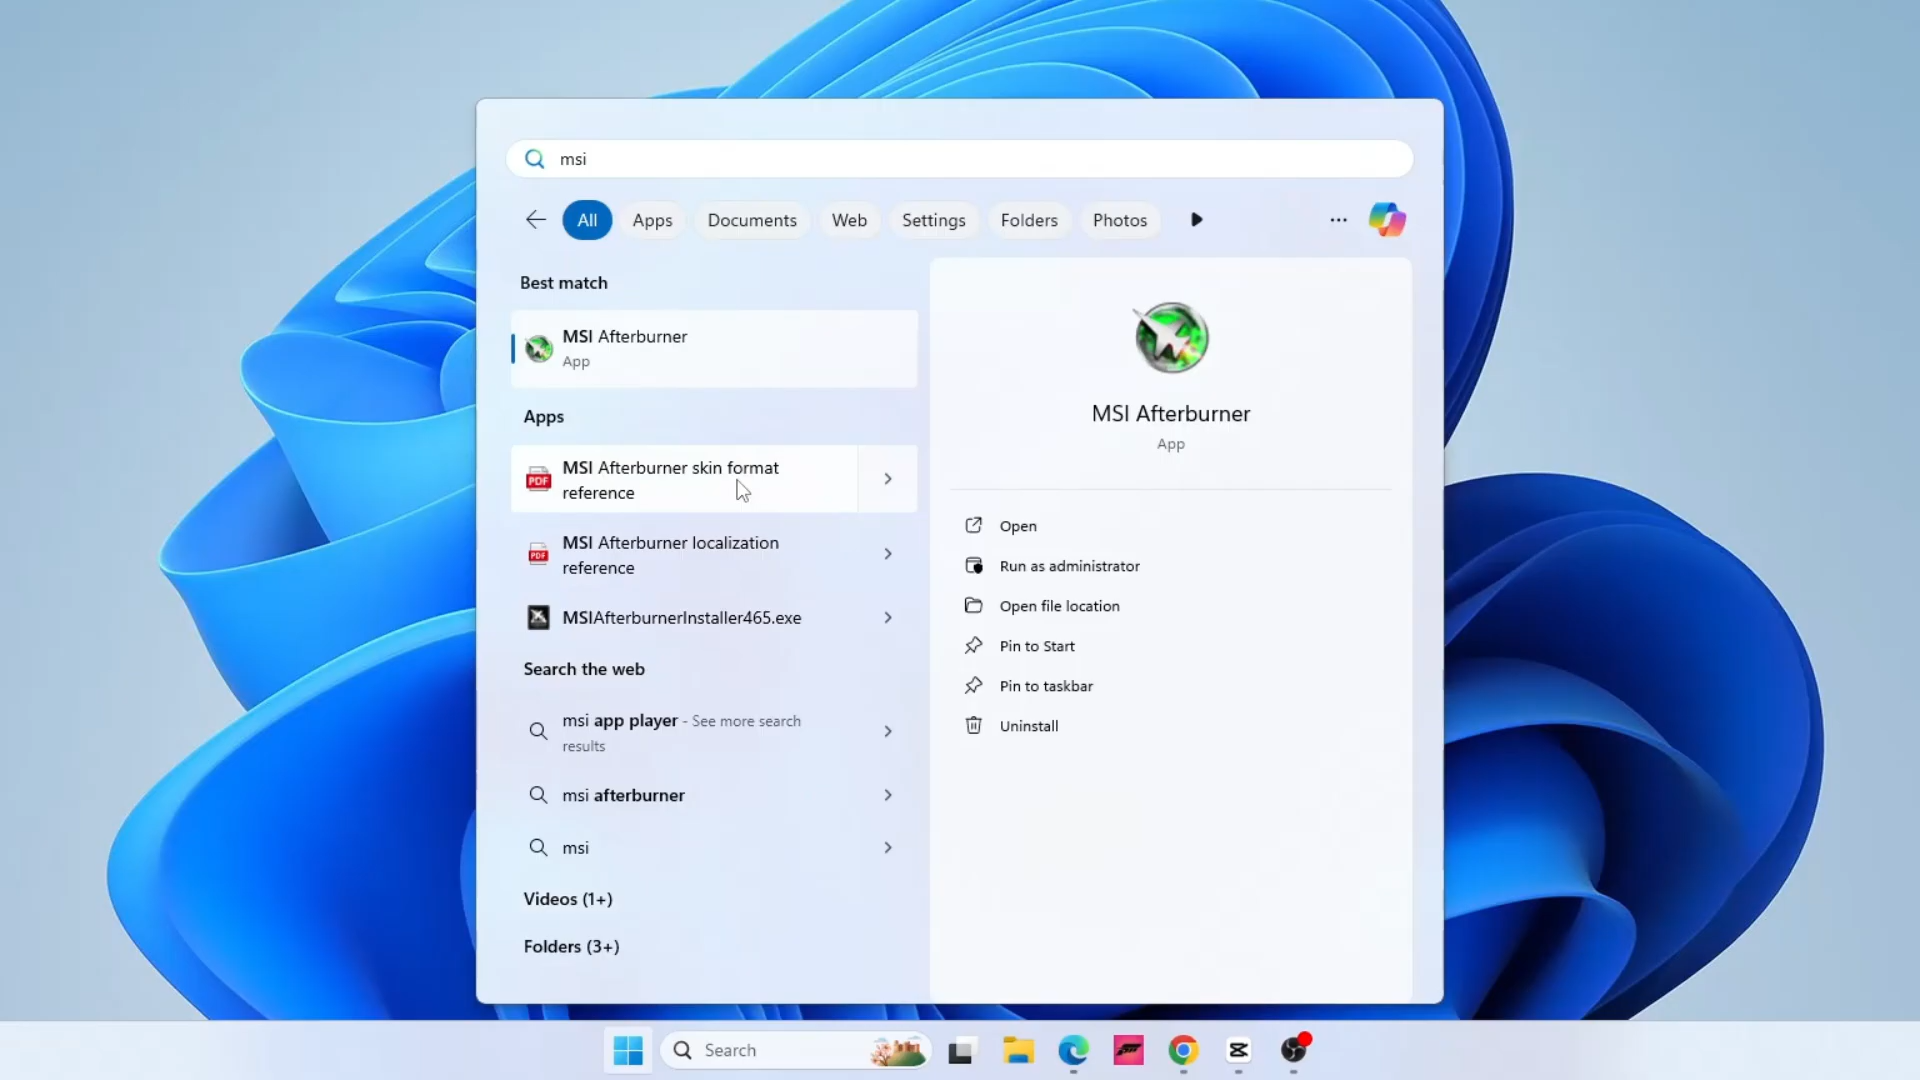 msi
All
Apps
Documents
Web
Settings
Folders
Photos
Best match
MSI Afterburner
App
Apps
PDF
MSI Afterburner skin format
reference
PDF
MSI Afterburner localization
reference
MSIAfterburnerInstaller465.exe
Search the web
msi app player - See more search
results
msi afterburner
msi
Videos (1+)
Folders (3+)
MSI Afterburner
App
Open
Run as administrator
Open file location
Pin to Start
Pin to taskbar
Uninstall
Search